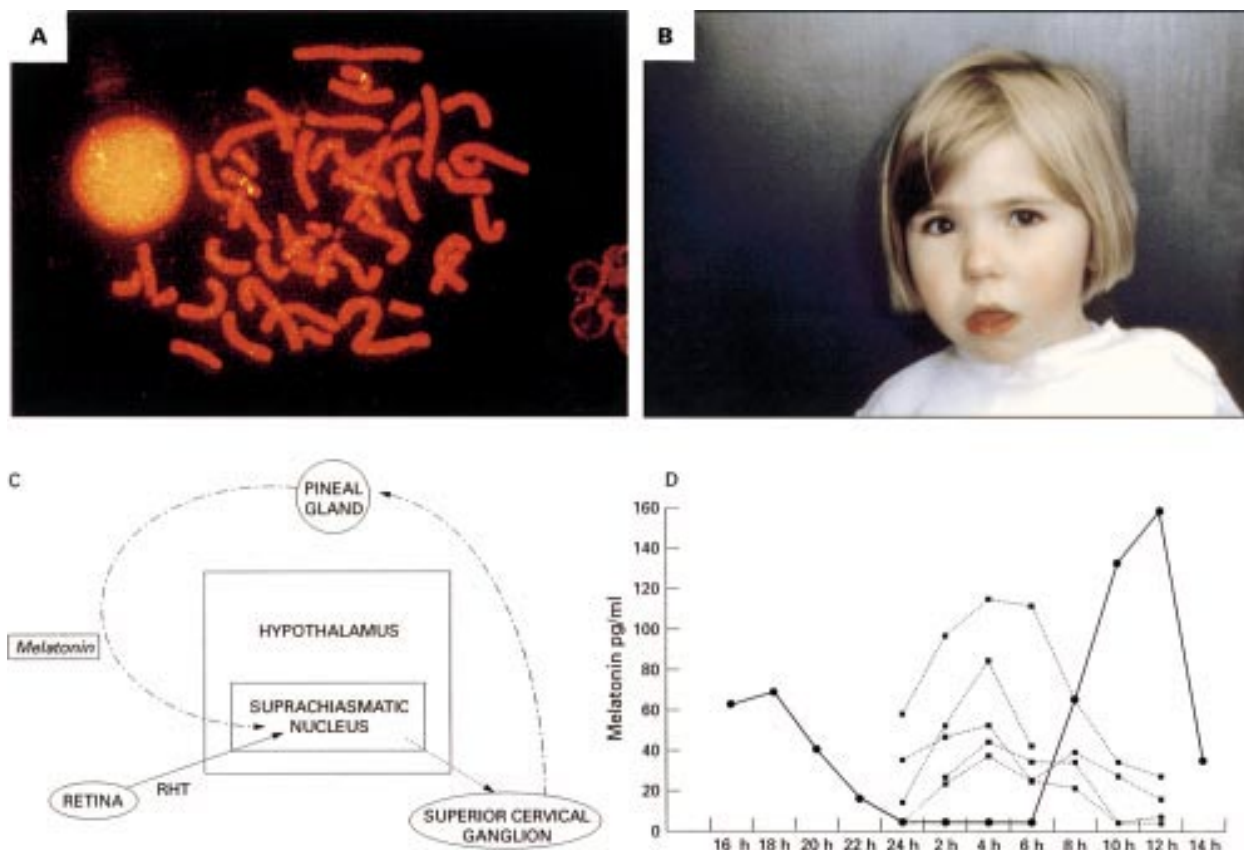 A
B
C
PINEAL
GLAND
HYPOTHALAMUS
Melatonin
SUPRACHIASMATIC
NUCLEUS
RHT
RETINA
SUPERIOR CERVICAL
GANGLION
D
Melatonin pg/ml
160
140
120
100
80
60
40
20
0
16 h 18 h 20 h 22 h 24 h 2 h 4 h 6 h 8 h 10 h 12 h 14 h